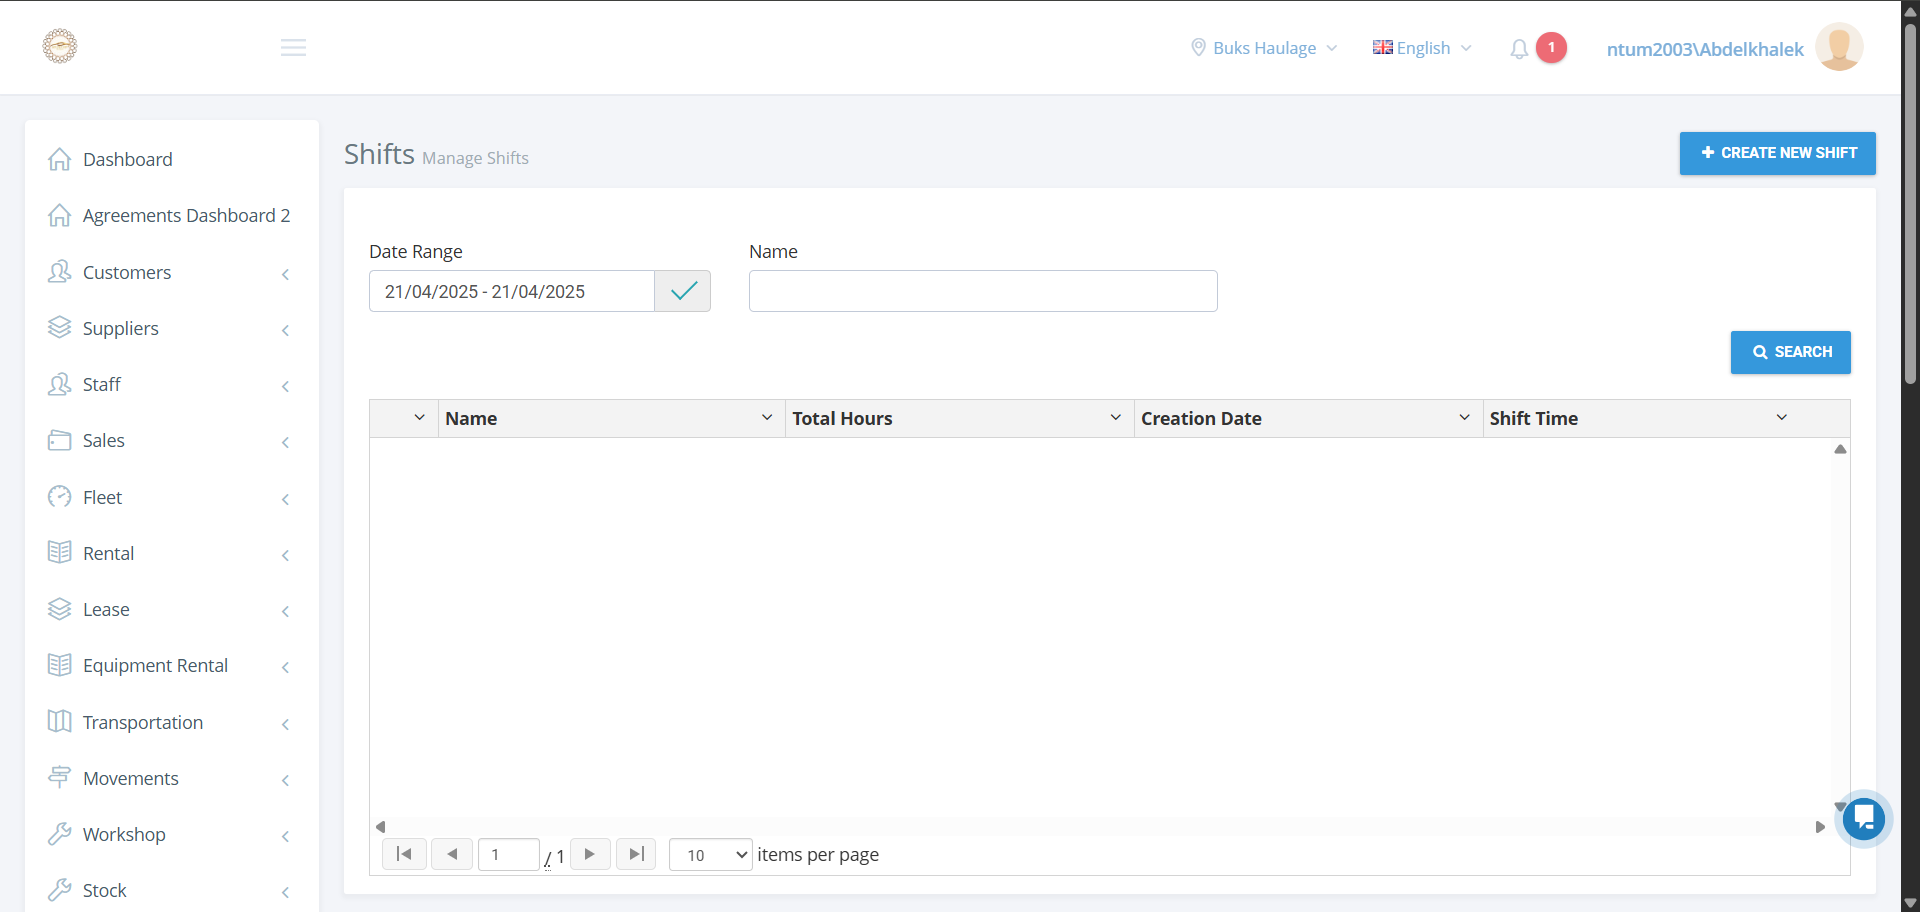 Buks Haulage
English
1
ntum2003\Abdelkhalek
Dashboard
Agreements Dashboard 2
Customers
Suppliers
Staff
Sales
Fleet
Rental
Lease
Equipment Rental
Transportation
Movements
Workshop
Stock
Shifts Manage Shifts
+ CREATE NEW SHIFT
Date Range
Name
21/04/2025 - 21/04/2025
SEARCH
Name Total Hours Creation Date Shift Time
1 / 1 10 items per page